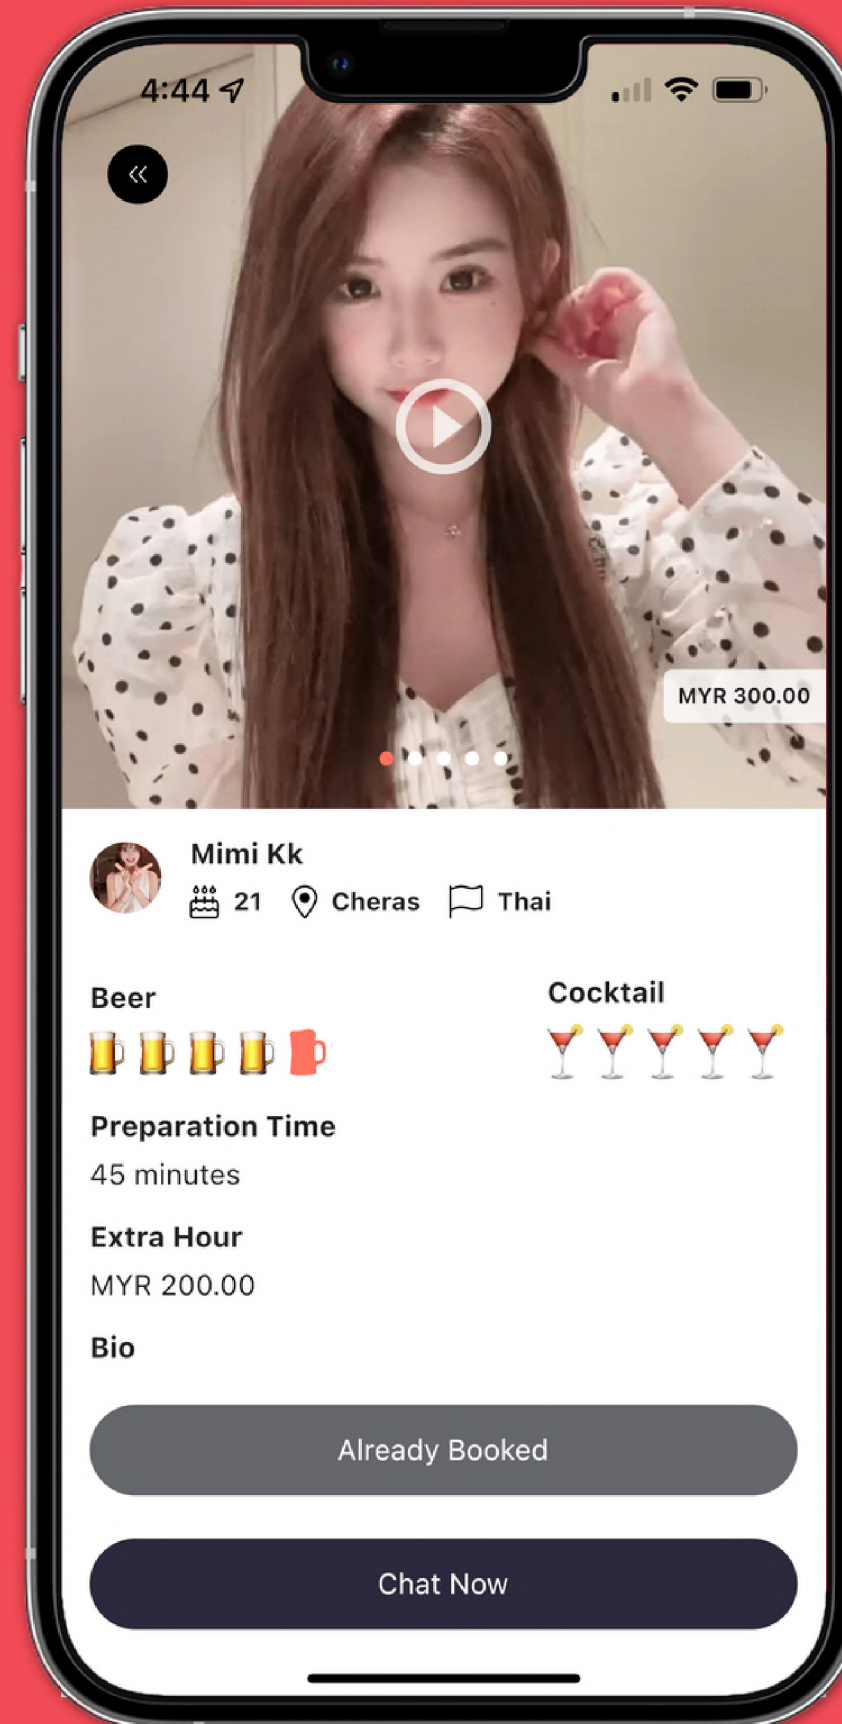 4:44
MYR 300.00
Mimi Kk
21 Cheras Thai
Beer
Cocktail
Preparation Time
45 minutes
Extra Hour
MYR 200.00
Bio
Already Booked
Chat Now